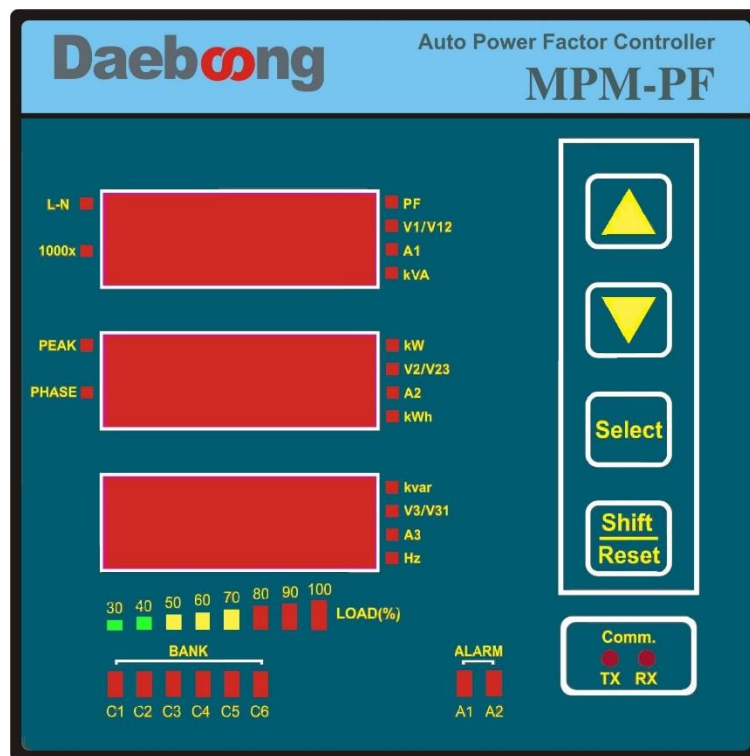 Daeboong
Auto Power Factor Controller
MPM-PF
L-N
1000x
PF
V1/V12
A1
kVA
PEAK
PHASE
kW
V2/V23
A2
kWh
kvar
V3/V31
A3
Hz
30 40 50 60 70 80 90 100
LOAD(%)
BANK
C1 C2 C3 C4 C5 C6
ALARM
A1 A2
Select
Shift
Reset
Comm.
TX RX